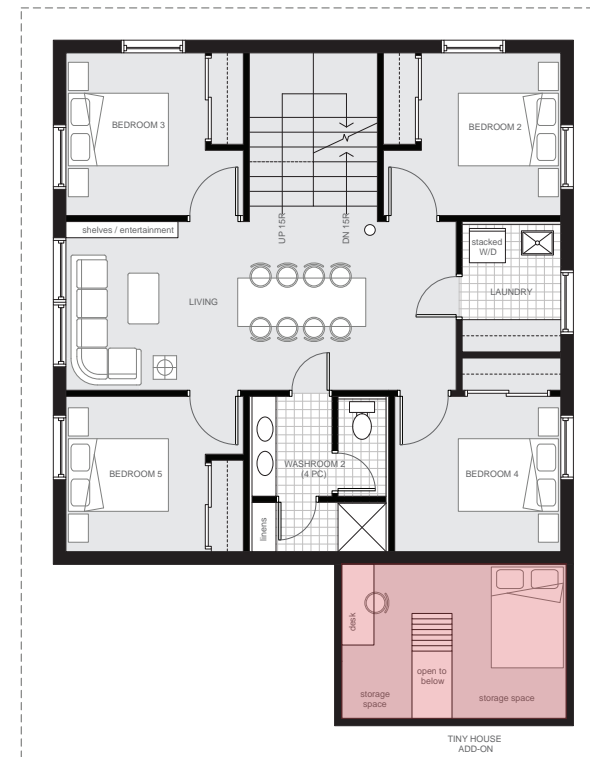 BEDROOM 3
BEDROOM 2
shelves / entertainment
UP 15R
DN 15R
stacked
W/D
LAUNDRY
LIVING
BEDROOM 5
WASHROOM 2
(4 PC)
BEDROOM 4
linens
desk
open to
below
storage
space
storage space
TINY HOUSE
ADD-ON